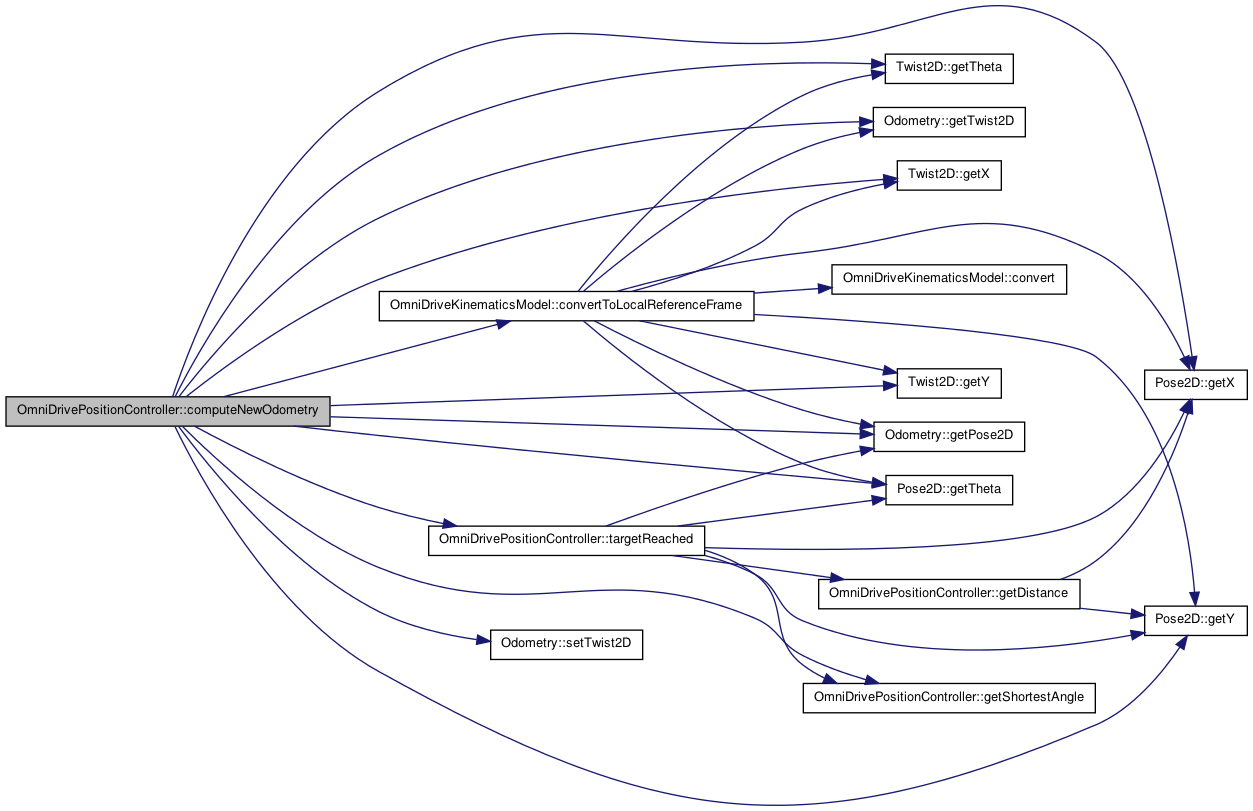 Twist2D::getTheta
Odometry::getTwist2D
Twist2D::getX
OmniDriveKinematicsModel::convert
OmniDriveKinematicsModel::convertToLocalReferenceFrame
Twist2D::getY
Pose2D::getX
OmniDrivePositionController::computeNewOdometry
Odometry::getPose2D
Pose2D::getTheta
OmniDrivePositionController::targetReached
OmniDrivePositionController::getDistance
Pose2D::getY
Odometry::setTwist2D
OmniDrivePositionController::getShortestAngle